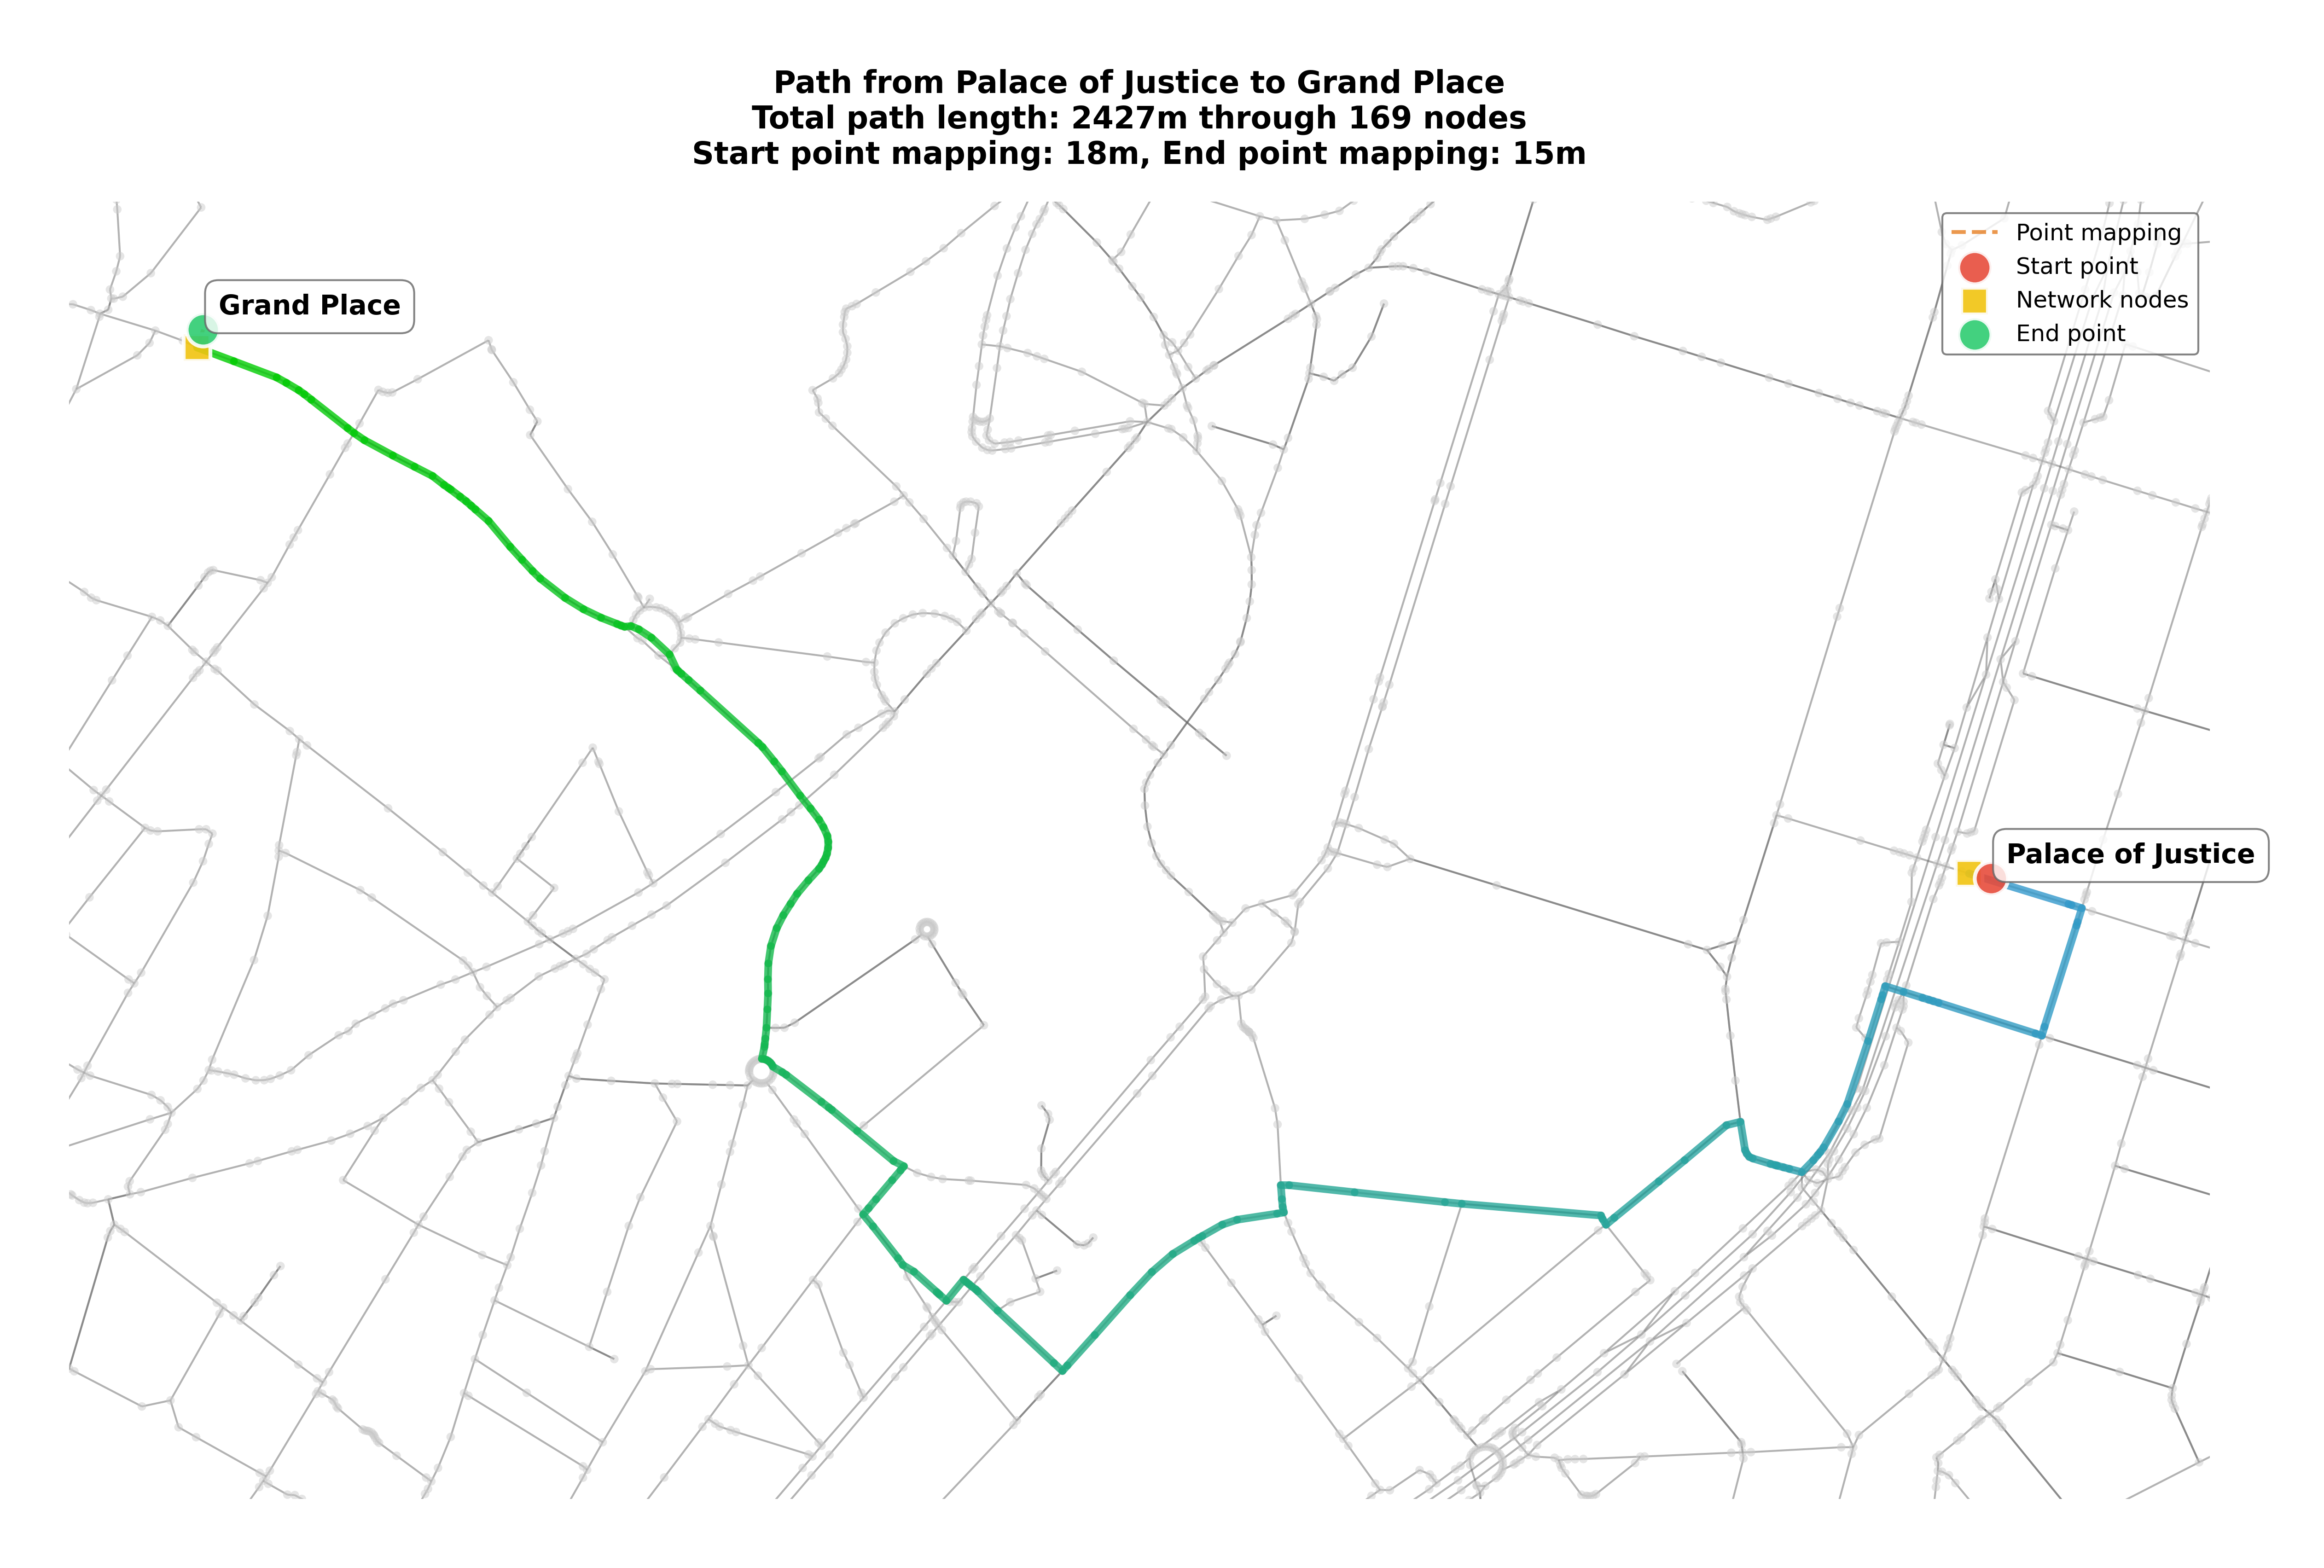 Path from Palace of Justice to Grand Place
Total path length: 2427m through 169 nodes
Start point mapping: 18m, End point mapping: 15m
Point mapping
Start point
Network nodes
End point
Grand Place
Palace of Justice